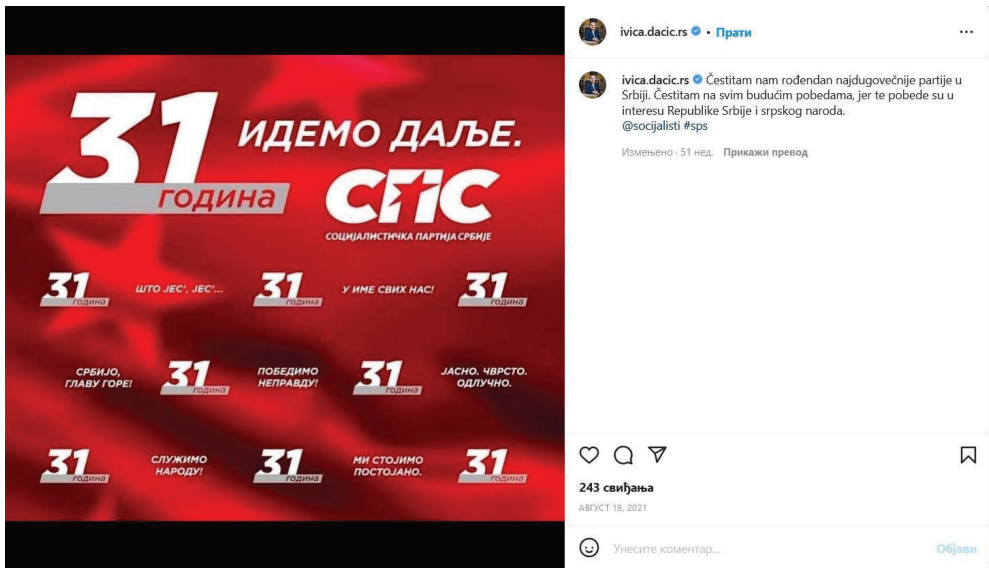 31
година
ИДЕМО ДАЉЕ.
СПС
СОЦИЈАЛИСТИЧКА ПАРТИЈА СРБИЈЕ
31
година
ШТО ЈЕС', ЈЕС'...
31
година
У ИМЕ СВИХ НАС!
31
година
СРБИЈО,
ГЛАВУ ГОРЕ!
31
година
ПОБЕДИМО
НЕПРАВДУ!
31
година
ЈАСНО. ЧВРСТО.
ОДЛУЧНО.
31
година
СЛУЖИМО
НАРОДУ!
31
година
МИ СТОЈИМО
ПОСТОЈАНО.
31
година
ivica.dacic.rs • Прати
ivica.dacic.rs Čestitam nam rođendan najdugovečnije partije u
Srbiji. Čestitam na svim budućim pobedama, jer te pobede su u
interesu Republike Srbije i srpskog naroda.
@socijalisti #sps
Измењено · 51 нед. Прикажи превод
243 свиђања
АВГУСТ 18, 2021
Унесите коментар... Објави